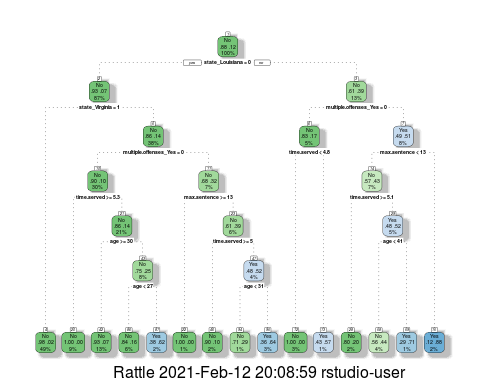 No
.88 .12
100%
yes state_Louisiana = 0 no
No
.93 .07
87%
No
.61 .39
13%
state_Virginia = 1
multiple.offenses_Yes = 0
No
.86 .14
38%
No
.83 .17
5%
Yes
.49 .51
8%
multiple.offenses_Yes = 0
time.served < 4.8
max.sentence < 13
No
.90 .10
30%
No
.68 .32
7%
No
.57 .43
7%
time.served >= 5.3
max.sentence >= 13
time.served >= 5.1
No
.86 .14
21%
No
.61 .39
6%
Yes
.48 .52
5%
age >= 30
time.served >= 5
age < 41
No
.75 .25
8%
Yes
.48 .52
4%
age < 27
age < 31
No
.98 .02
49%
No
1.00 .00
9%
No
.93 .07
13%
No
.84 .16
6%
Yes
.38 .62
2%
No
1.00 .00
1%
No
.90 .10
2%
No
.71 .29
1%
Yes
.36 .64
3%
No
1.00 .00
3%
Yes
.43 .57
1%
No
.80 .20
2%
No
.56 .44
4%
Yes
.29 .71
1%
Yes
.12 .88
2%
Rattle 2021-Feb-12 20:08:59 rstudio-user